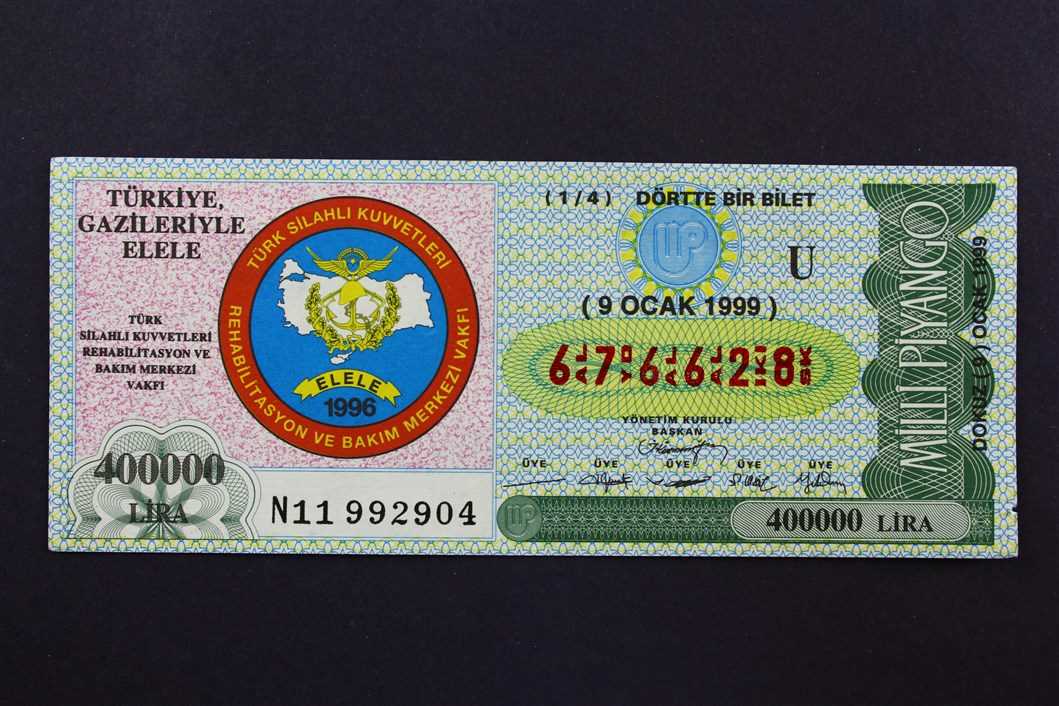 TÜRKİYE,
GAZİLERİYLE
ELELE
TÜRK
SİLAHLI KUVVETLERİ
REHABİLİTASYON VE
BAKIM MERKEZİ
VAKFI
TÜRK SİLAHLI KUVVETLERİ
REHABİLİTASYON VE BAKIM MERKEZİ VAKFI
ELELE
1996
400000
LİRA
N11 992904
(1/4) DÖRTTE BİR BİLET
MP
U
( 9 OCAK 1999 )
6 7 6 6 2 8
YÖNETİM KURULU
BAŞKAN
ÜYE ÜYE ÜYE ÜYE ÜYE
MP
400000 LİRA
MİLLİ PİYANGO
DOKUZ ( 9 ) OCAK 1999